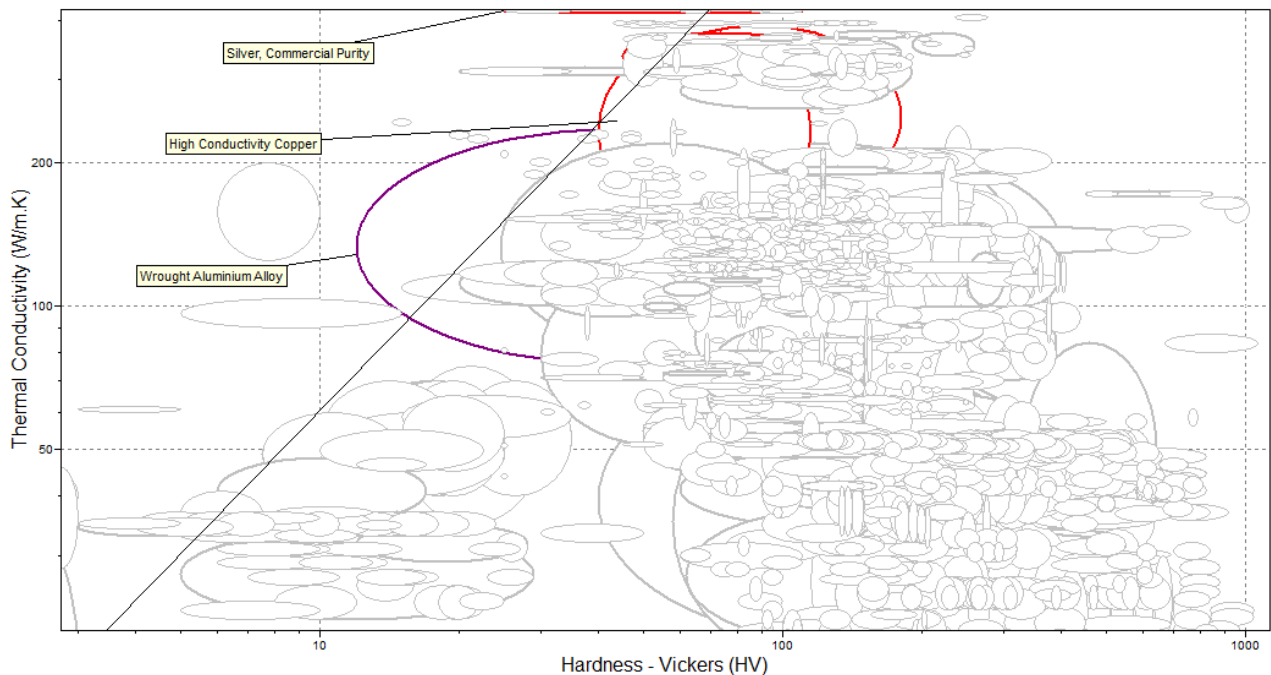 Silver, Commercial Purity
High Conductivity Copper
200
Wrought Aluminium Alloy
100
50
Thermal Conductivity (W/m.K)
10
100
1000
Hardness - Vickers (HV)